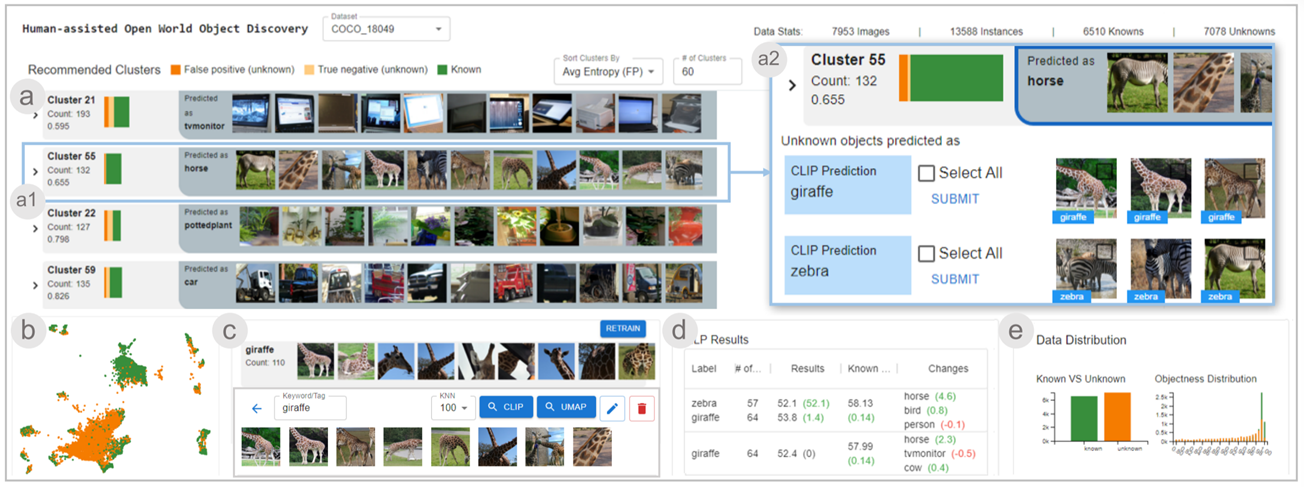 Human-assisted Open World Object Discovery
Dataset
COCO_18049
Data Stats: 7953 Images | 13588 Instances | 6510 Knowns | 7078 Unknowns
Recommended Clusters False positive (unknown) True negative (unknown) Known
Sort Clusters By
Avg Entropy (FP)
# of Clusters
60
a
Cluster 21
Count: 193
0.595
Predicted
as
tvmonitor
Cluster 55
Count: 132
0.655
Predicted as
horse
a1
Cluster 22
Count: 127
0.798
Predicted as
pottedplant
Cluster 59
Count: 135
0.826
Predicted as
car
a2
Cluster 55
Count: 132
0.655
Predicted as
horse
Unknown objects predicted as
CLIP Prediction
giraffe
Select All
SUBMIT
giraffe giraffe giraffe
CLIP Prediction
zebra
Select All
SUBMIT
zebra zebra zebra
b
c
RETRAIN
giraffe
Count: 110
Keyword/Tag
giraffe
KNN
100
CLIP
UMAP
d
LP Results
Label # of... Results Known ... Changes
zebra 57 52.1 (52.1) 58.13 horse (4.6)
giraffe 64 53.8 (1.4) (0.14) bird (0.8)
person (-0.1)
giraffe 64 52.4 (0) 57.99 (0.14) horse (2.3)
tvmonitor (-0.5)
cow (0.4)
e
Data Distribution
Known VS Unknown
6k
4k
2k
0k
known unknown
Objectness Distribution
2.5k
2k
1.5k
1k
0.5k
0k